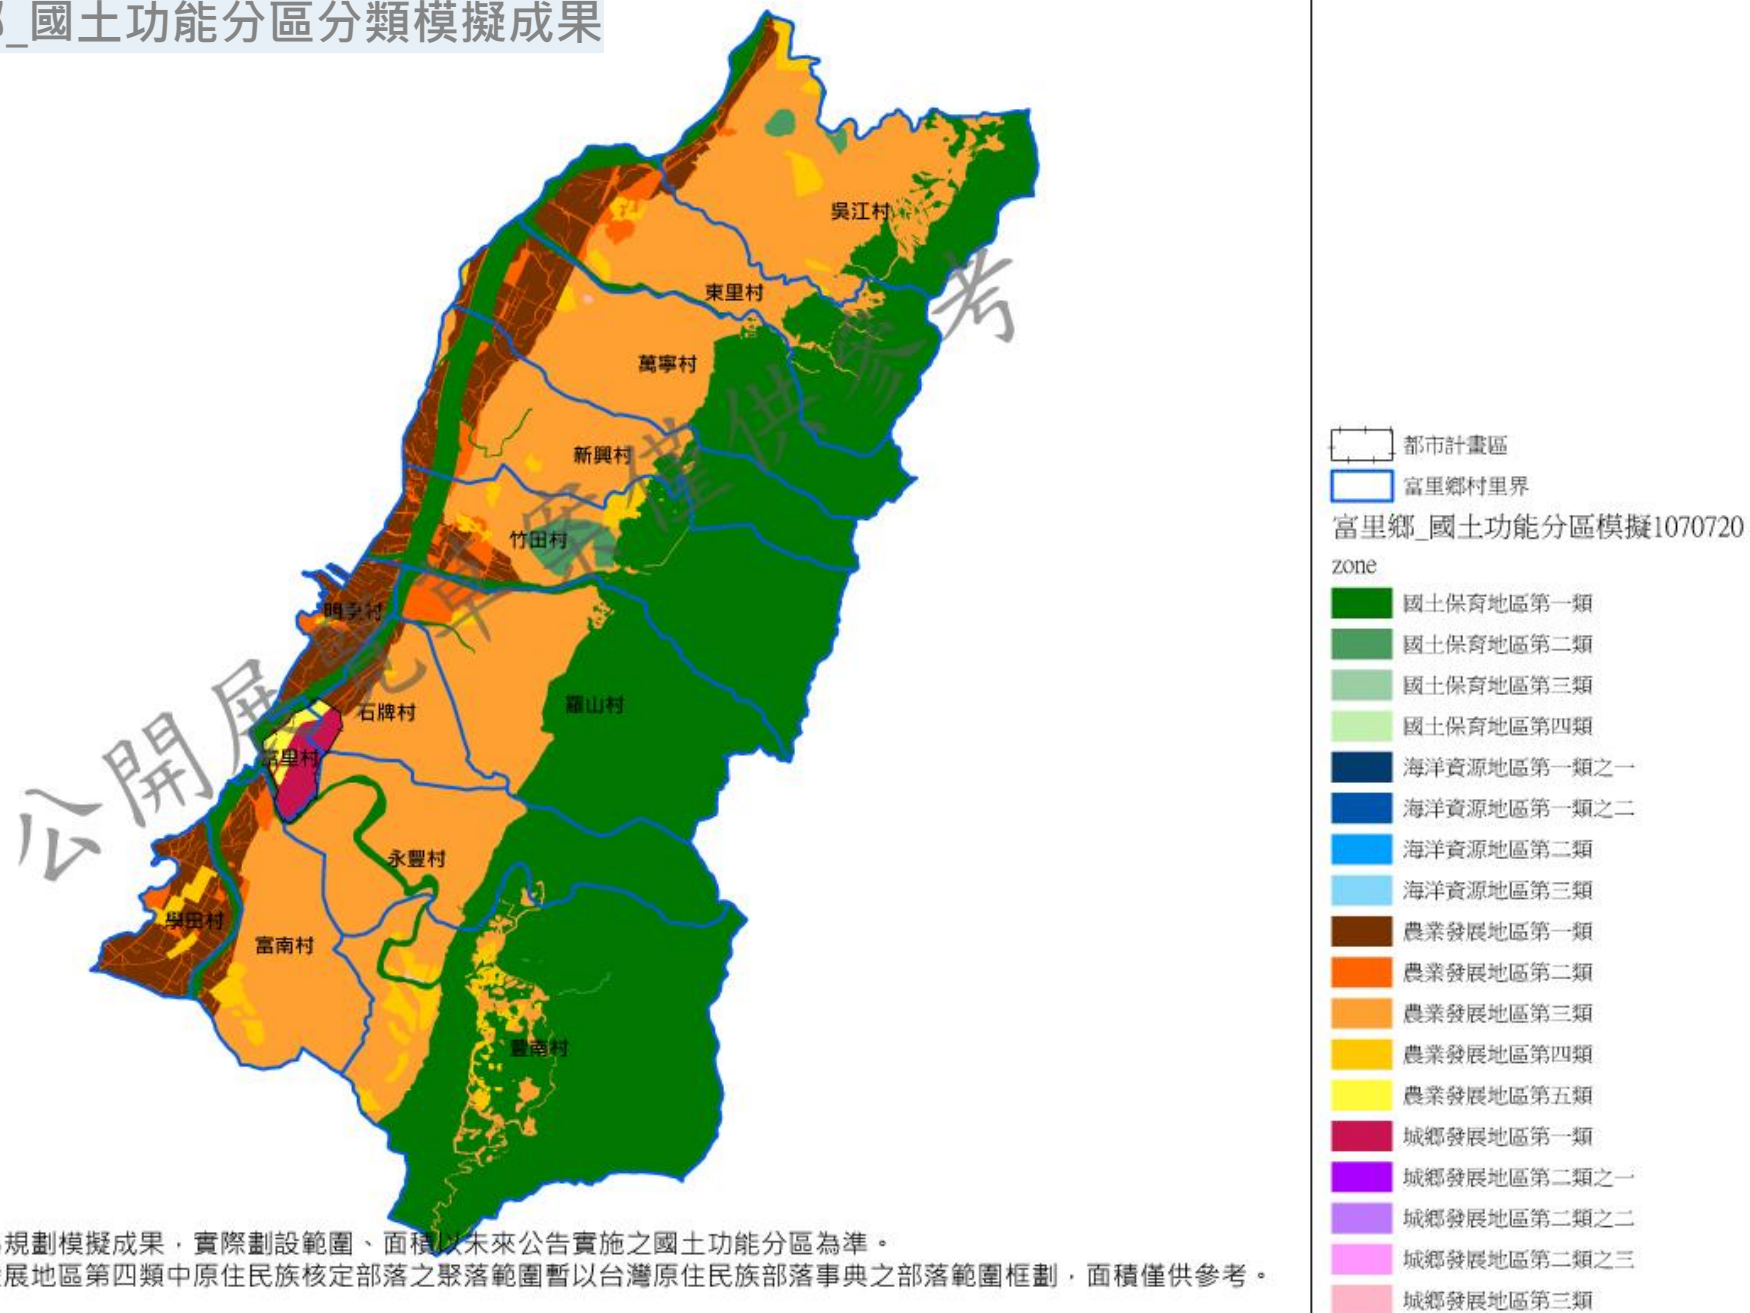 _國土功能分區分類模擬成果
吳江村
東里村
萬寧村
新興村
竹田村
明里村
羅山村
石牌村
富里村
永豐村
學田村
富南村
豐南村
公開展覽草案僅供參考
都市計畫區
富里鄉村里界
富里鄉_國土功能分區模擬1070720
zone
國土保育地區第一類
國土保育地區第二類
國土保育地區第三類
國土保育地區第四類
海洋資源地區第一類之一
海洋資源地區第一類之二
海洋資源地區第二類
海洋資源地區第三類
農業發展地區第一類
農業發展地區第二類
農業發展地區第三類
農業發展地區第四類
農業發展地區第五類
城鄉發展地區第一類
城鄉發展地區第二類之一
城鄉發展地區第二類之二
城鄉發展地區第二類之三
城鄉發展地區第三類
規劃模擬成果，實際劃設範圍、面積以未來公告實施之國土功能分區為準。
展地區第四類中原住民族核定部落之聚落範圍暫以台灣原住民族部落事典之部落範圍框劃，面積僅供參考。